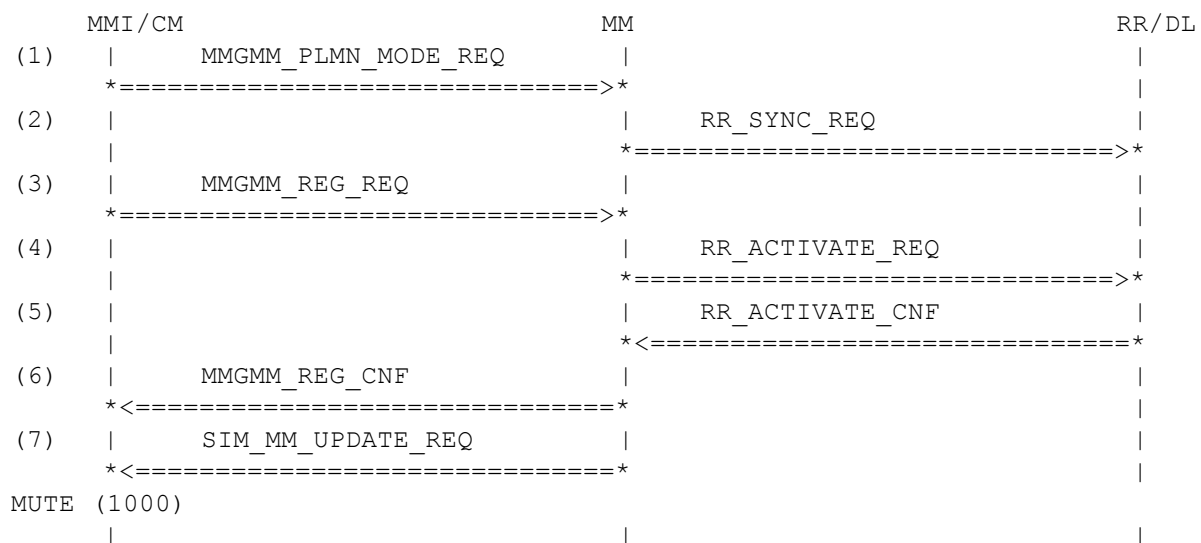 MMI/CM MM RR/DL
(1) | MMGMM_PLMN_MODE_REQ | |
*==============================>* |
(2) | | RR_SYNC_REQ |
| *==============================>*
(3) | MMGMM_REG_REQ | |
*==============================>* |
(4) | | RR_ACTIVATE_REQ |
| *==============================>*
(5) | | RR_ACTIVATE_CNF |
| *<==============================*
(6) | MMGMM_REG_CNF | |
*<==============================* |
(7) | SIM_MM_UPDATE_REQ | |
*<==============================* |
MUTE (1000)
| | |